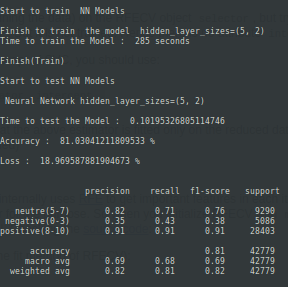 Start to train  NN Models
Finish to train  the model  hidden_layer_sizes=(5, 2)
Time to train the Model :  285 seconds
Finish(Train)
Start to test NN Models
Neural Network hidden_layer_sizes=(5, 2)
Time to test the Model :  0.10195326805114746
Accuracy :  81.03041211809533 %
Loss :  18.969587881904673 %
precision    recall  f1-score   support
neutre(5-7)       0.82      0.71      0.76      9290
negative(0-3)       0.35      0.43      0.38      5086
positive(8-10)       0.91      0.91      0.91     28403
accuracy                           0.81     42779
macro avg       0.69      0.68      0.69     42779
weighted avg       0.82      0.81      0.82     42779